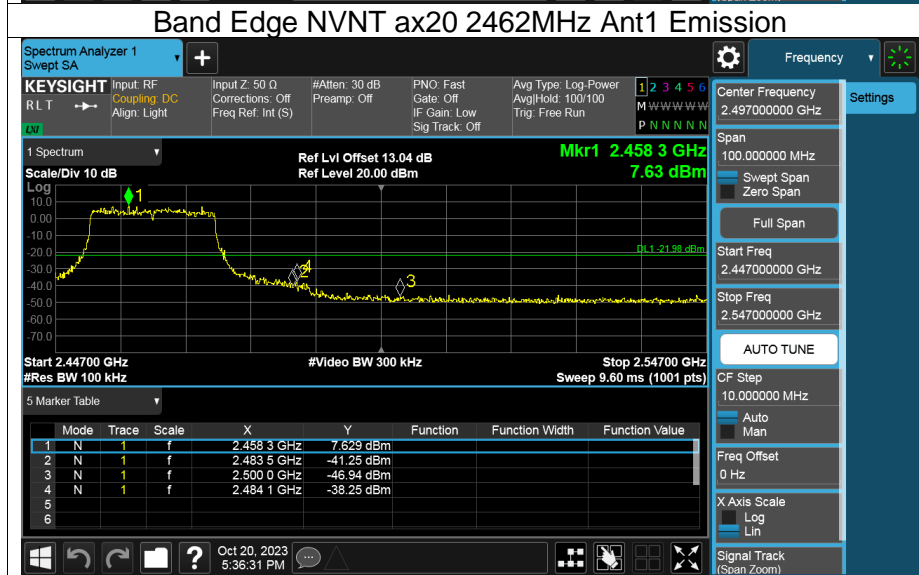 (Span Zoom)
Band Edge NVNT ax20 2462MHz Ant1 Emission
Spectrum Analyzer 1
Swept SA
+
Frequency
KEYSIGHT
RLT
LXI
Input: RF
Coupling: DC
Align: Light
Input Z: 50 Ω
Corrections: Off
Freq Ref: Int (S)
#Atten: 30 dB
Preamp: Off
PNO: Fast
Gate: Off
IF Gain: Low
Sig Track: Off
Avg Type: Log-Power
Avg|Hold: 100/100
Trig: Free Run
1 2 3 4 5 6
M W W W W W
P N N N N N
1 Spectrum
Scale/Div 10 dB
Ref Lvl Offset 13.04 dB
Ref Level 20.00 dBm
Mkr1 2.458 3 GHz
7.63 dBm
Log
10.0
0.00
-10.0
-20.0
-30.0
-40.0
-50.0
-60.0
-70.0
1
2
4
3
DL1 -21.98 dBm
Start 2.44700 GHz
#Res BW 100 kHz
#Video BW 300 kHz
Stop 2.54700 GHz
Sweep 9.60 ms (1001 pts)
5 Marker Table
Mode Trace Scale X Y Function Function Width Function Value
1 N 1 f 2.458 3 GHz 7.629 dBm
2 N 1 f 2.483 5 GHz -41.25 dBm
3 N 1 f 2.500 0 GHz -46.94 dBm
4 N 1 f 2.484 1 GHz -38.25 dBm
5
6
?
Oct 20, 2023
5:36:31 PM
Center Frequency
2.497000000 GHz
Settings
Span
100.000000 MHz
Swept Span
Zero Span
Full Span
Start Freq
2.447000000 GHz
Stop Freq
2.547000000 GHz
AUTO TUNE
CF Step
10.000000 MHz
Auto
Man
Freq Offset
0 Hz
X Axis Scale
Log
Lin
Signal Track
(Span Zoom)